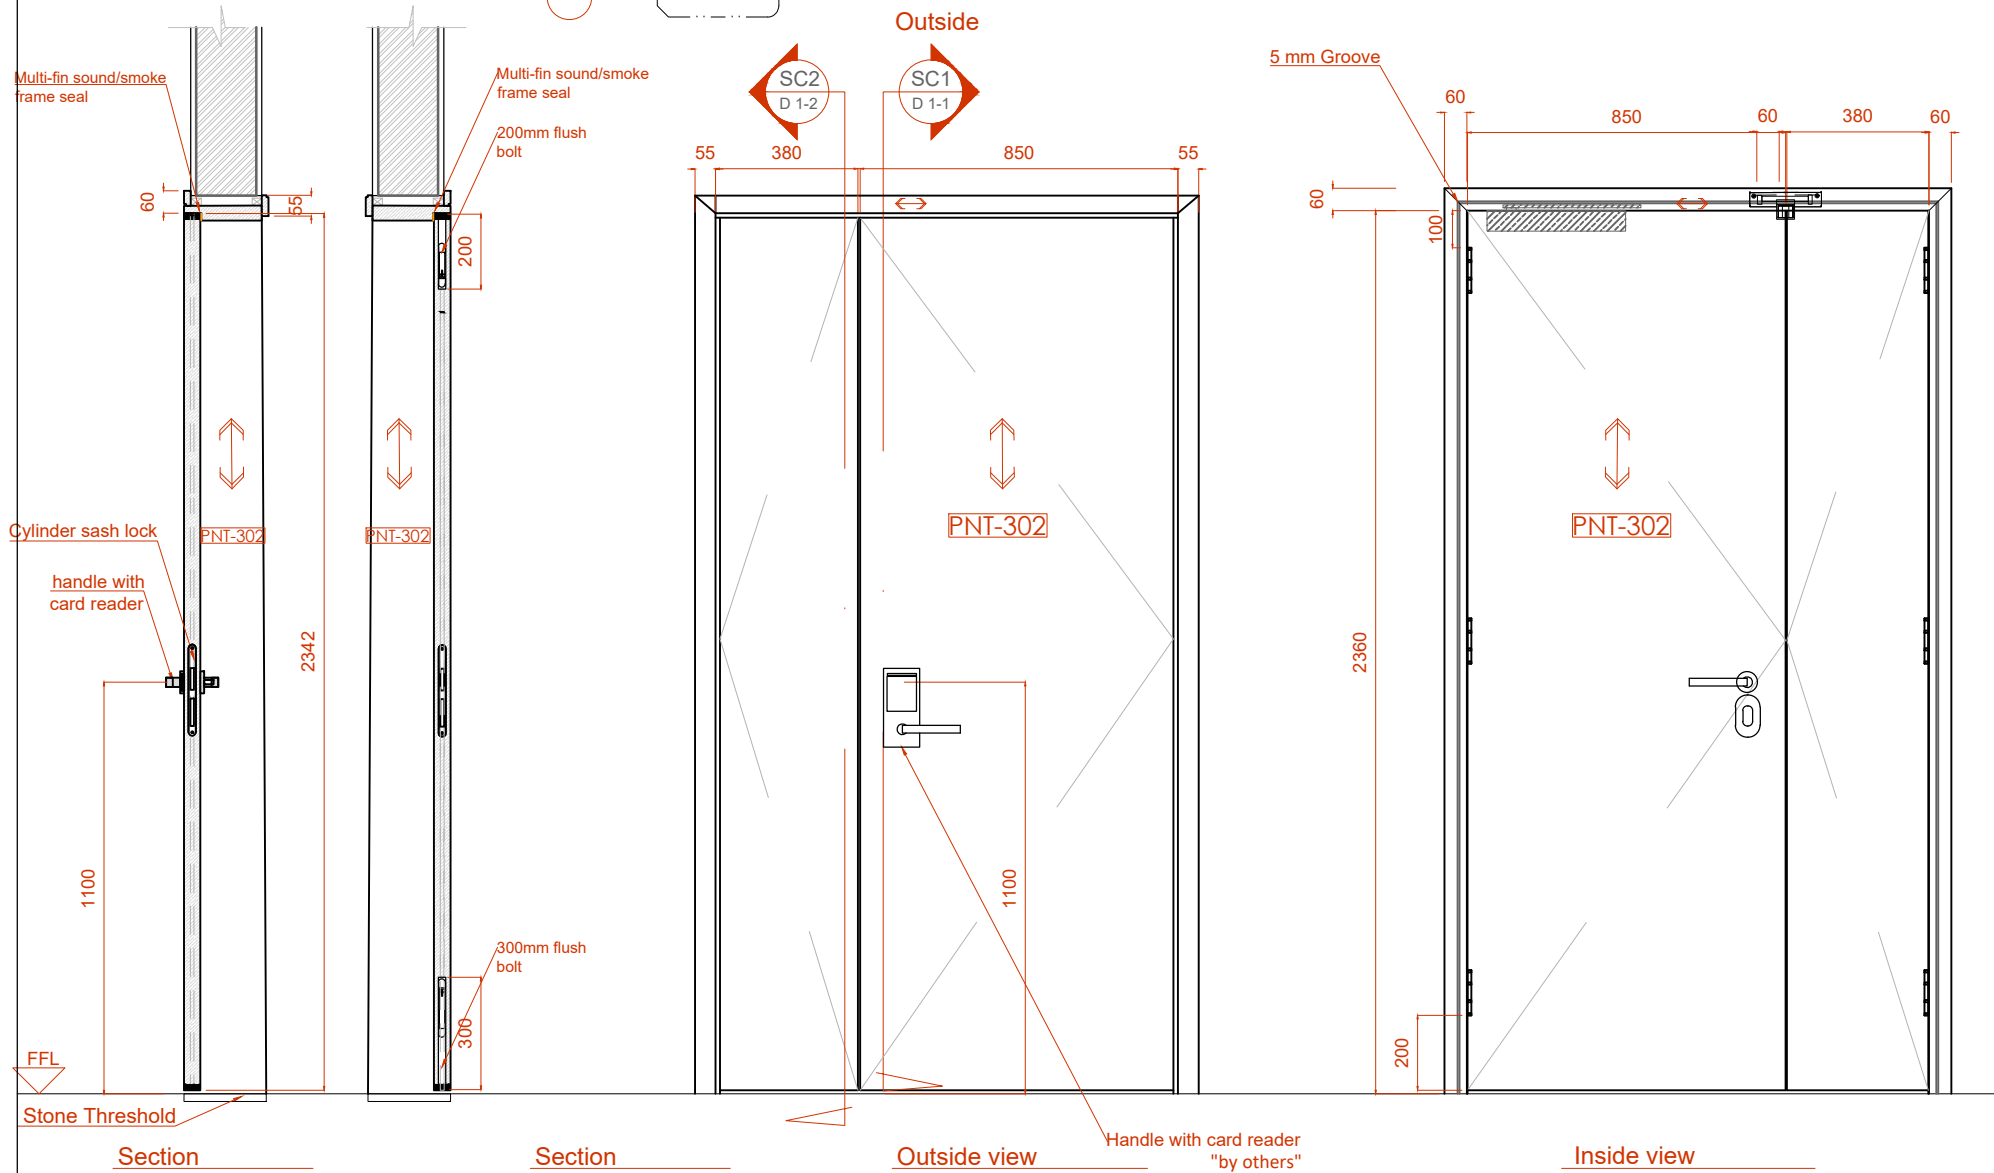 Outside
SC2
D 1-2
SC1
D 1-1
5 mm Groove
Multi-fin sound/smoke
frame seal
Multi-fin sound/smoke
frame seal
200mm flush
bolt
55
380
850
55
60
850
60
380
60
60
55
200
60
100
PNT-302
PNT-302
PNT-302
PNT-302
Cylinder sash lock
handle with
card reader
2342
2360
1100
1100
300mm flush
bolt
300
200
FFL
Stone Threshold
Handle with card reader
"by others"
Section
Section
Outside view
Inside view